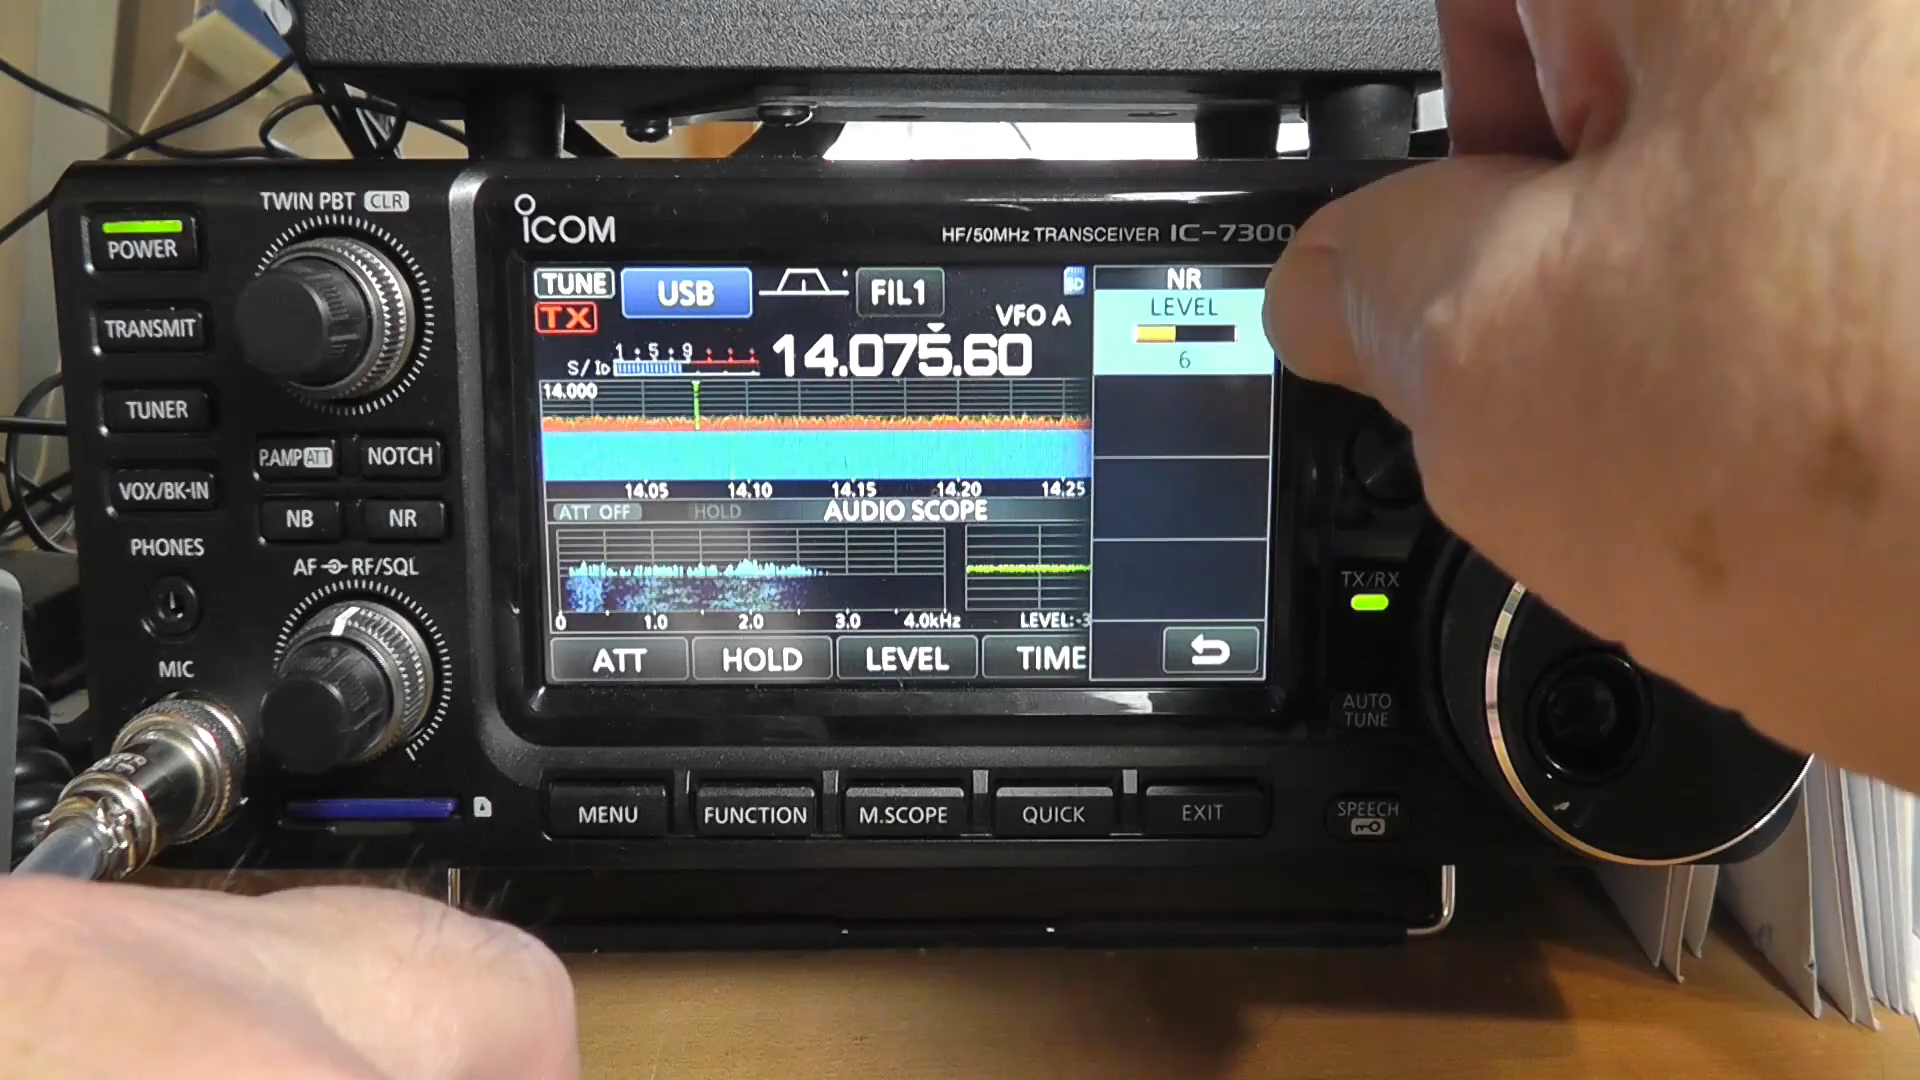 TWIN PBT CLR
POWER
TRANSMIT
TUNER
VOX/BK-IN
P.AMP ATT
NOTCH
NB
NR
PHONES
AF RF/SQL
MIC
ICOM
HF/50MHz TRANSCEIVER IC-7300
TUNE
USB
FIL1
SD
TX
VFO A
1 5 9
S/ID
14.075.60
14.000
14.05 14.10 14.15 14.20 14.25
ATT OFF
HOLD
AUDIO SCOPE
0 1.0 2.0 3.0 4.0kHz
LEVEL:-3
ATT
HOLD
LEVEL
TIME
NR
LEVEL
6
TX/RX
AUTO
TUNE
SPEECH
MENU
FUNCTION
M.SCOPE
QUICK
EXIT